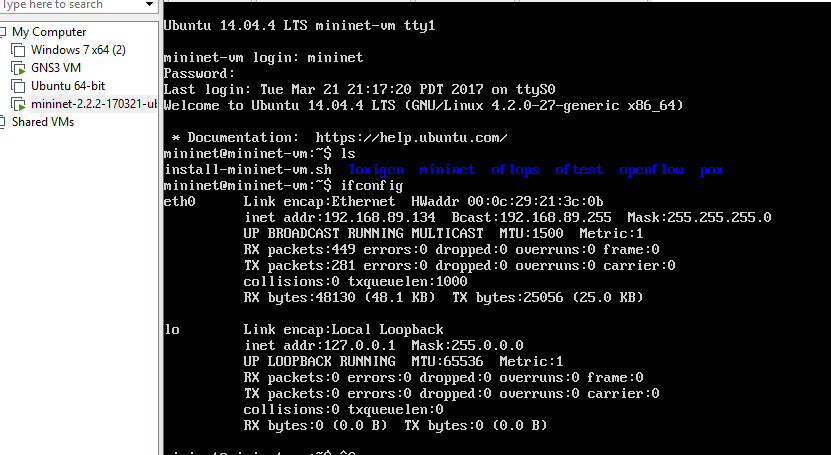 Type here to search
My Computer
Windows 7 x64 (2)
GNS3 VM
Ubuntu 64-bit
mininet-2.2.2-170321-ub
Shared VMs
Ubuntu 14.04.4 LTS mininet-vm tty1
mininet-vm login: mininet
Password:
Last login: Tue Mar 21 21:17:20 PDT 2017 on ttyS0
Welcome to Ubuntu 14.04.4 LTS (GNU/Linux 4.2.0-27-generic x86_64)
* Documentation:  https://help.ubuntu.com/
mininet@mininet-vm:~$ ls
install-mininet-vm.sh  loxigen  mininet  oflops  oftest  openflow  pox
mininet@mininet-vm:~$ ifconfig
eth0      Link encap:Ethernet  HWaddr 00:0c:29:21:3c:0b
inet addr:192.168.89.134  Bcast:192.168.89.255  Mask:255.255.255.0
UP BROADCAST RUNNING MULTICAST  MTU:1500  Metric:1
RX packets:449 errors:0 dropped:0 overruns:0 frame:0
TX packets:281 errors:0 dropped:0 overruns:0 carrier:0
collisions:0 txqueuelen:1000
RX bytes:48130 (48.1 KB)  TX bytes:25056 (25.0 KB)
lo        Link encap:Local Loopback
inet addr:127.0.0.1  Mask:255.0.0.0
UP LOOPBACK RUNNING  MTU:65536  Metric:1
RX packets:0 errors:0 dropped:0 overruns:0 frame:0
TX packets:0 errors:0 dropped:0 overruns:0 carrier:0
collisions:0 txqueuelen:0
RX bytes:0 (0.0 B)  TX bytes:0 (0.0 B)